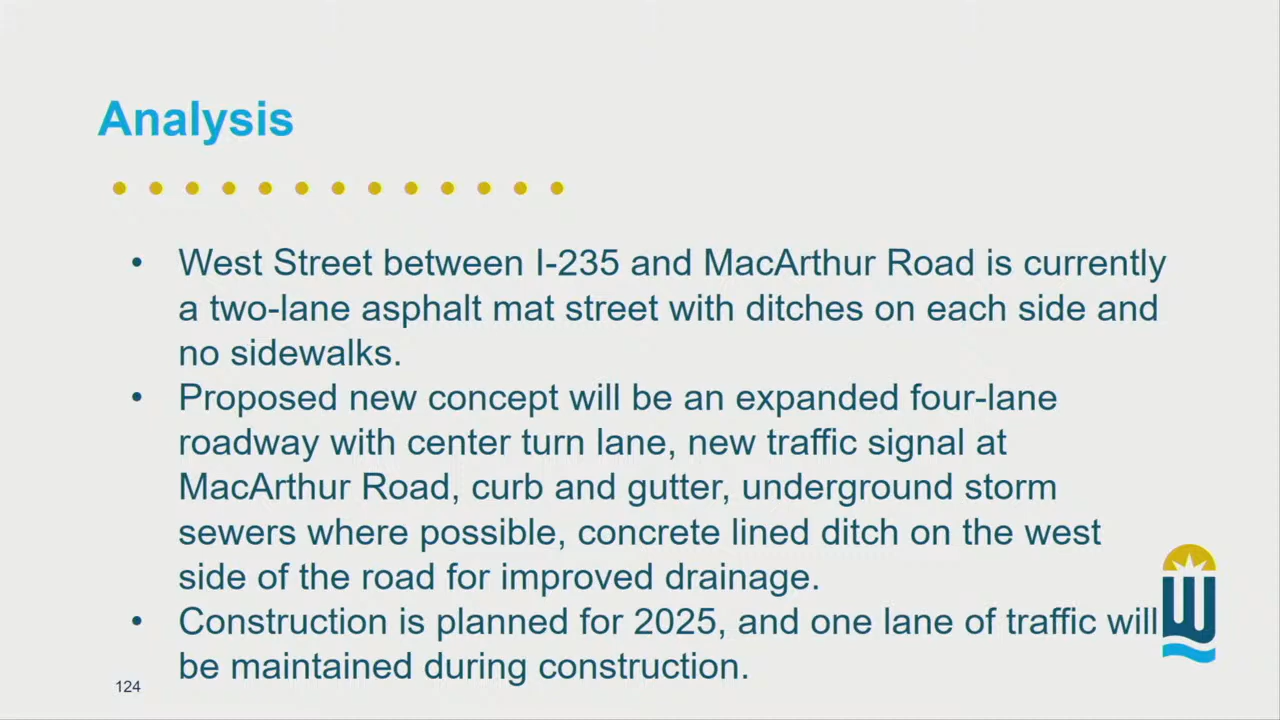 Analysis
• West Street between I-235 and MacArthur Road is currently
a two-lane asphalt mat street with ditches on each side and
no sidewalks.
• Proposed new concept will be an expanded four-lane
roadway with center turn lane, new traffic signal at
MacArthur Road, curb and gutter, underground storm
sewers where possible, concrete lined ditch on the west
side of the road for improved drainage.
• Construction is planned for 2025, and one lane of traffic will
be maintained during construction.
124
W